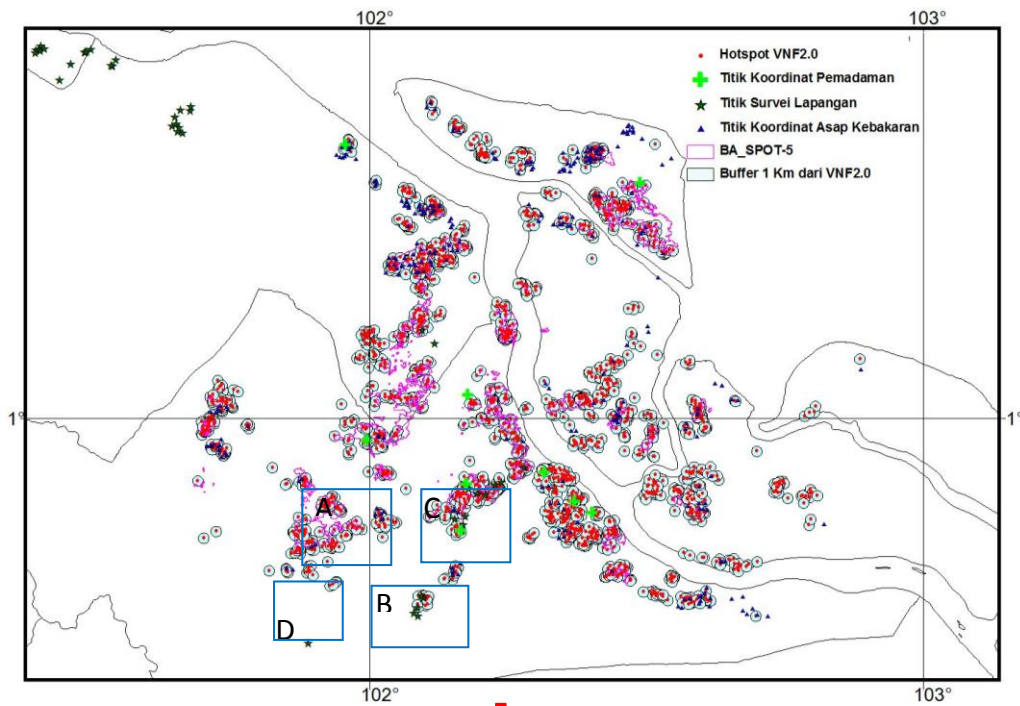 102°
103°
Hotspot VNF2.0
Titik Koordinat Pemadaman
Titik Survei Lapangan
Titik Koordinat Asap Kebakaran
BA_SPOT-5
Buffer 1 Km dari VNF2.0
1°
1°
A
C
B
D
102°
103°